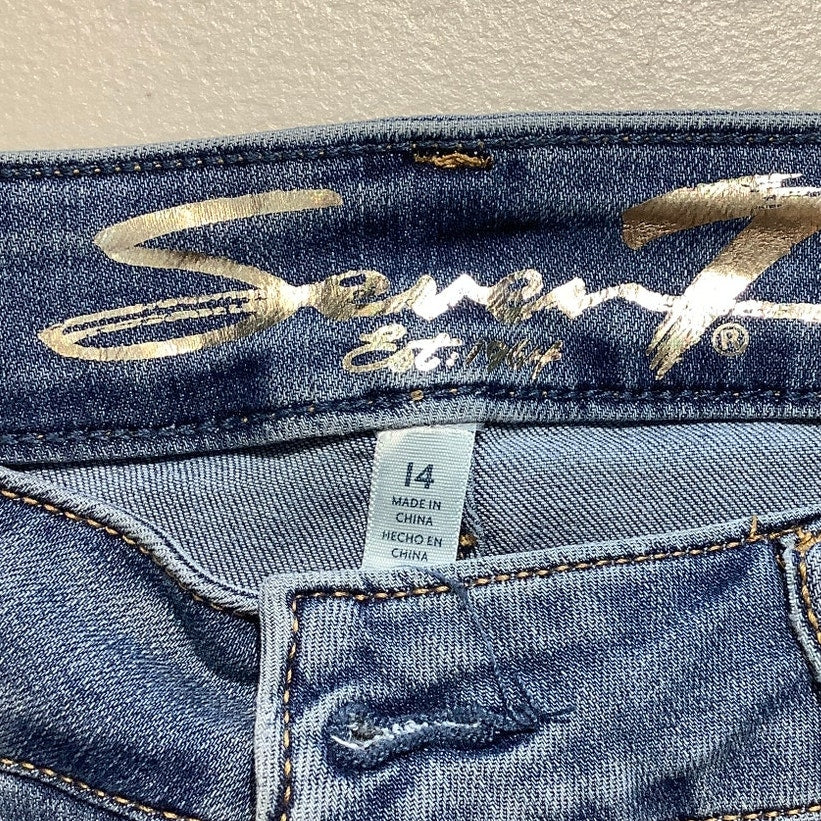 Seven7
®
Est. 1964
14
MADE IN
CHINA
HECHO EN
CHINA